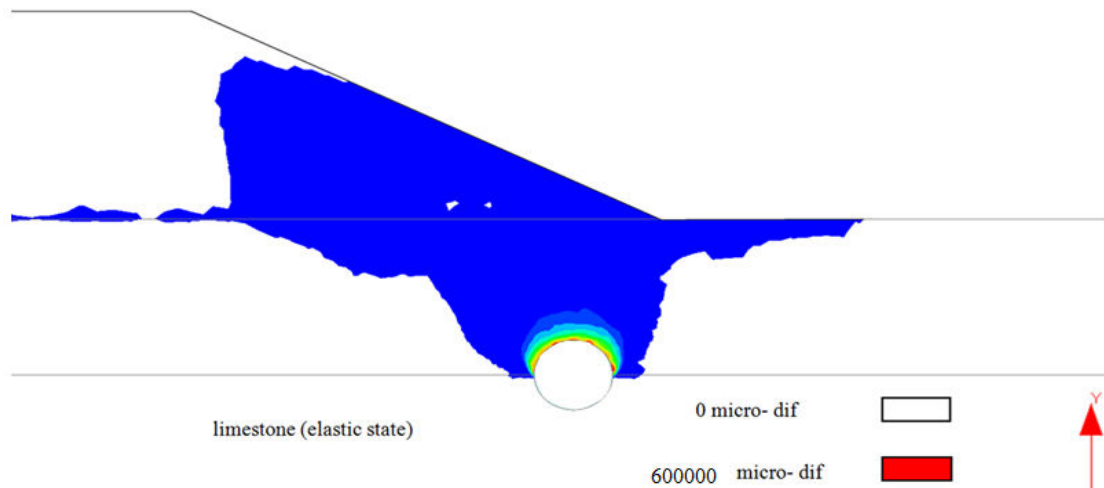 0 micro- dif
Y
limestone (elastic state)
600000 micro- dif